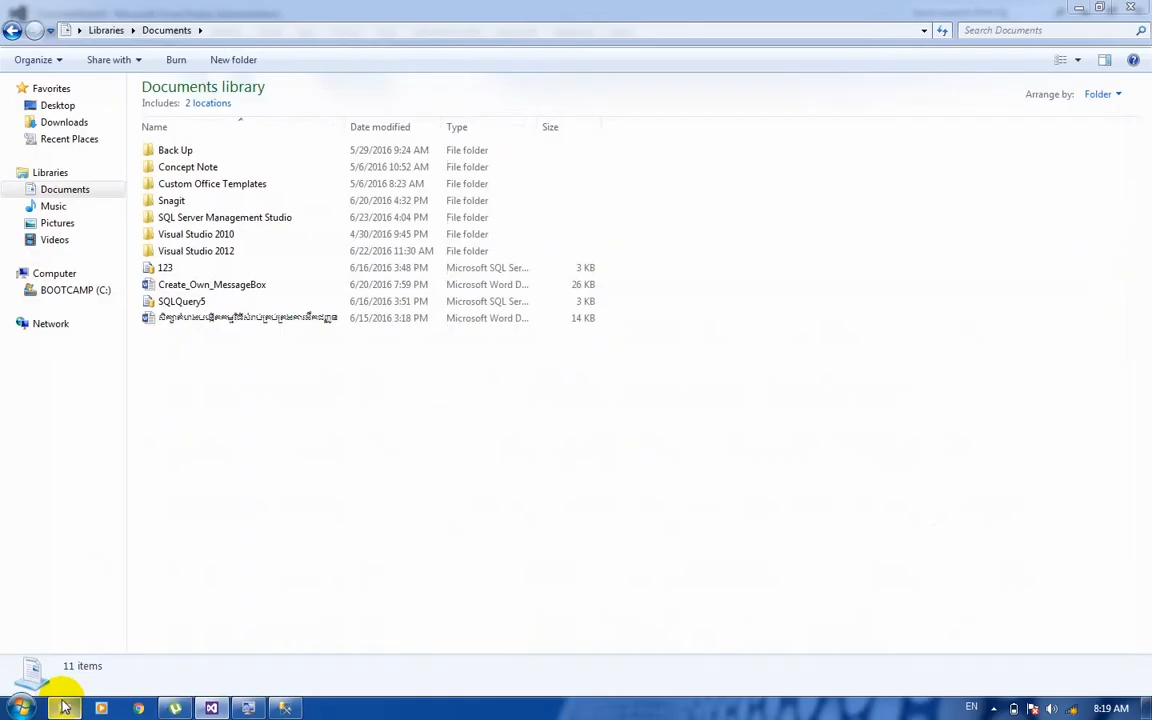 Libraries Documents
Search Documents
Organize Share with Burn New folder
Favorites
Desktop
Downloads
Recent Places
Libraries
Documents
Music
Pictures
Videos
Computer
BOOTCAMP (C:)
Network
Documents library
Includes: 2 locations
Arrange by: Folder
Name Date modified Type Size
Back Up 5/29/2016 9:24 AM File folder
Concept Note 5/6/2016 10:52 AM File folder
Custom Office Templates 5/6/2016 8:23 AM File folder
Snagit 6/20/2016 4:32 PM File folder
SQL Server Management Studio 6/23/2016 4:04 PM File folder
Visual Studio 2010 4/30/2016 9:45 PM File folder
Visual Studio 2012 6/22/2016 11:30 AM File folder
123 6/16/2016 3:48 PM Microsoft SQL Ser... 3 KB
Create_Own_MessageBox 6/20/2016 7:59 PM Microsoft Word D... 26 KB
SQLQuery5 6/16/2016 3:51 PM Microsoft SQL Ser... 3 KB
6/15/2016 3:18 PM Microsoft Word D... 14 KB
11 items
EN 8:19 AM